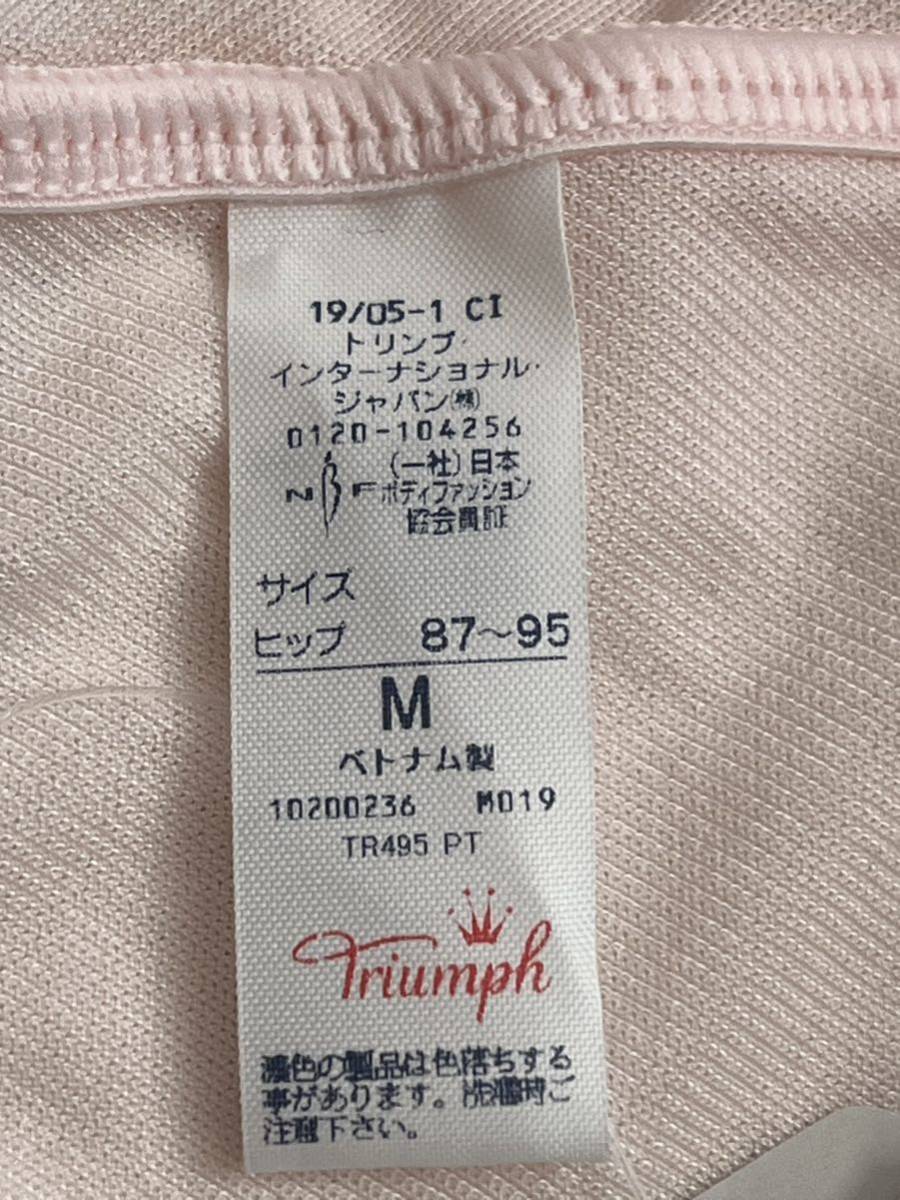 19/05-1 CI
トリンプ・
インターナショナル・
ジャパン㈱
0120-104256
(一社)日本
NBF ボディファッション
協会員証
サイズ
ヒップ 87〜95
M
ベトナム製
10200236 M019
TR495 PT
Triumph
濃色の製品は色落ちする
事があります。洗濯時ご
注意下さい。